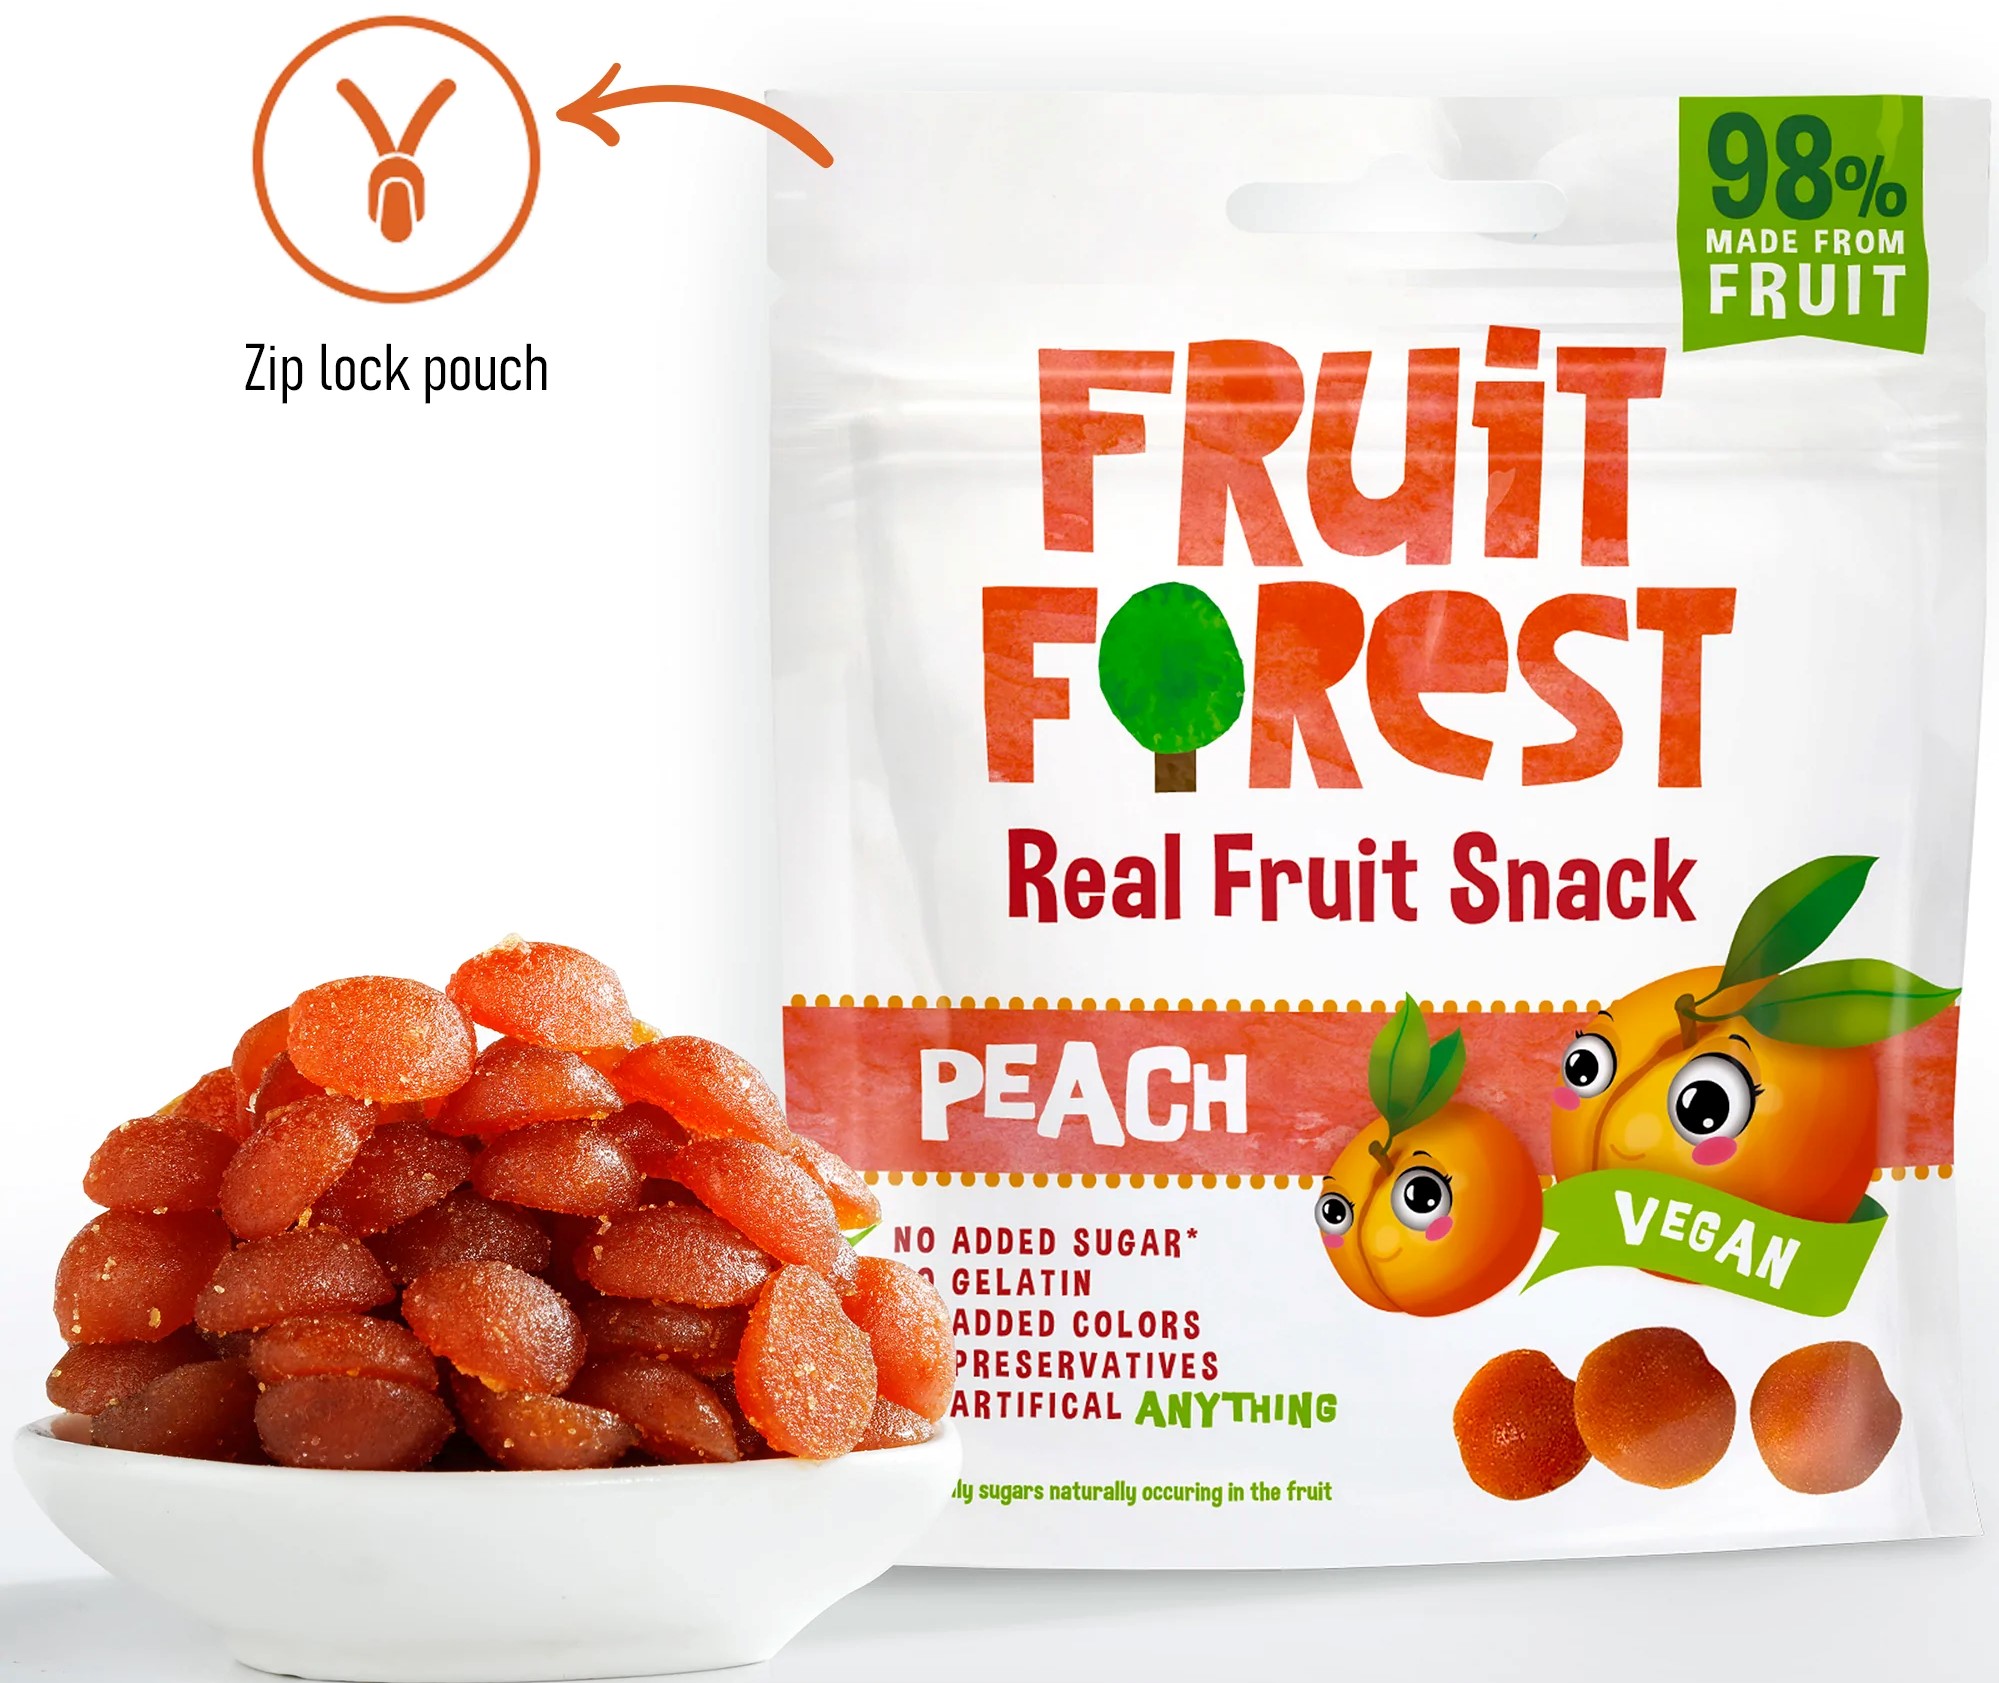 Zip lock pouch
98%
MADE FROM
FRUIT
FRUiT
FOREST
Real Fruit Snack
PEACH
VEGAN
NO ADDED SUGAR*
GELATIN
ADDED COLORS
PRESERVATIVES
ARTIFICAL ANYTHING
sugars naturally occuring in the fruit